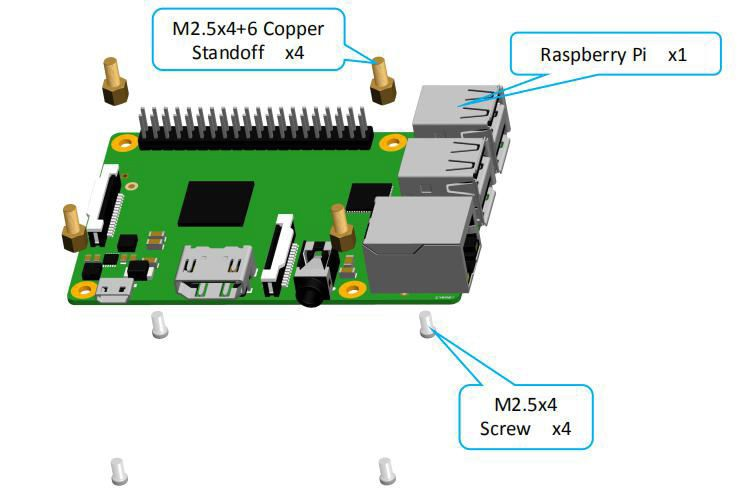 M2.5x4+6 Copper
Standoff x4
Raspberry Pi x1
M2.5x4
Screw x4